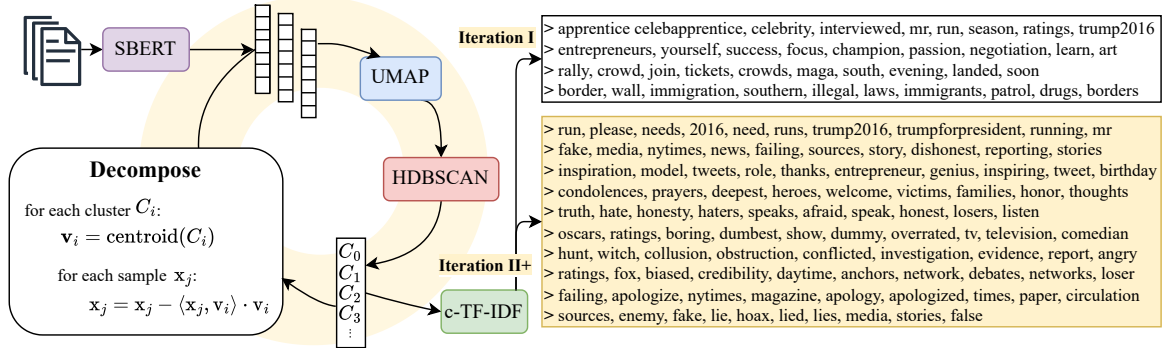 SBERT
UMAP
HDBSCAN
Decompose
for each cluster C_i:
v_i = centroid(C_i)
for each sample x_j:
x_j = x_j − ⟨x_j, v_i⟩ · v_i
C_0
C_1
C_2
C_3
⋮
c-TF-IDF
Iteration I
> apprentice celebapprentice, celebrity, interviewed, mr, run, season, ratings, trump2016
> entrepreneurs, yourself, success, focus, champion, passion, negotiation, learn, art
> rally, crowd, join, tickets, crowds, maga, south, evening, landed, soon
> border, wall, immigration, southern, illegal, laws, immigrants, patrol, drugs, borders
Iteration II+
> run, please, needs, 2016, need, runs, trump2016, trumpforpresident, running, mr
> fake, media, nytimes, news, failing, sources, story, dishonest, reporting, stories
> inspiration, model, tweets, role, thanks, entrepreneur, genius, inspiring, tweet, birthday
> condolences, prayers, deepest, heroes, welcome, victims, families, honor, thoughts
> truth, hate, honesty, haters, speaks, afraid, speak, honest, losers, listen
> oscars, ratings, boring, dumbest, show, dummy, overrated, tv, television, comedian
> hunt, witch, collusion, obstruction, conflicted, investigation, evidence, report, angry
> ratings, fox, biased, credibility, daytime, anchors, network, debates, networks, loser
> failing, apologize, nytimes, magazine, apology, apologized, times, paper, circulation
> sources, enemy, fake, lie, hoax, lied, lies, media, stories, false